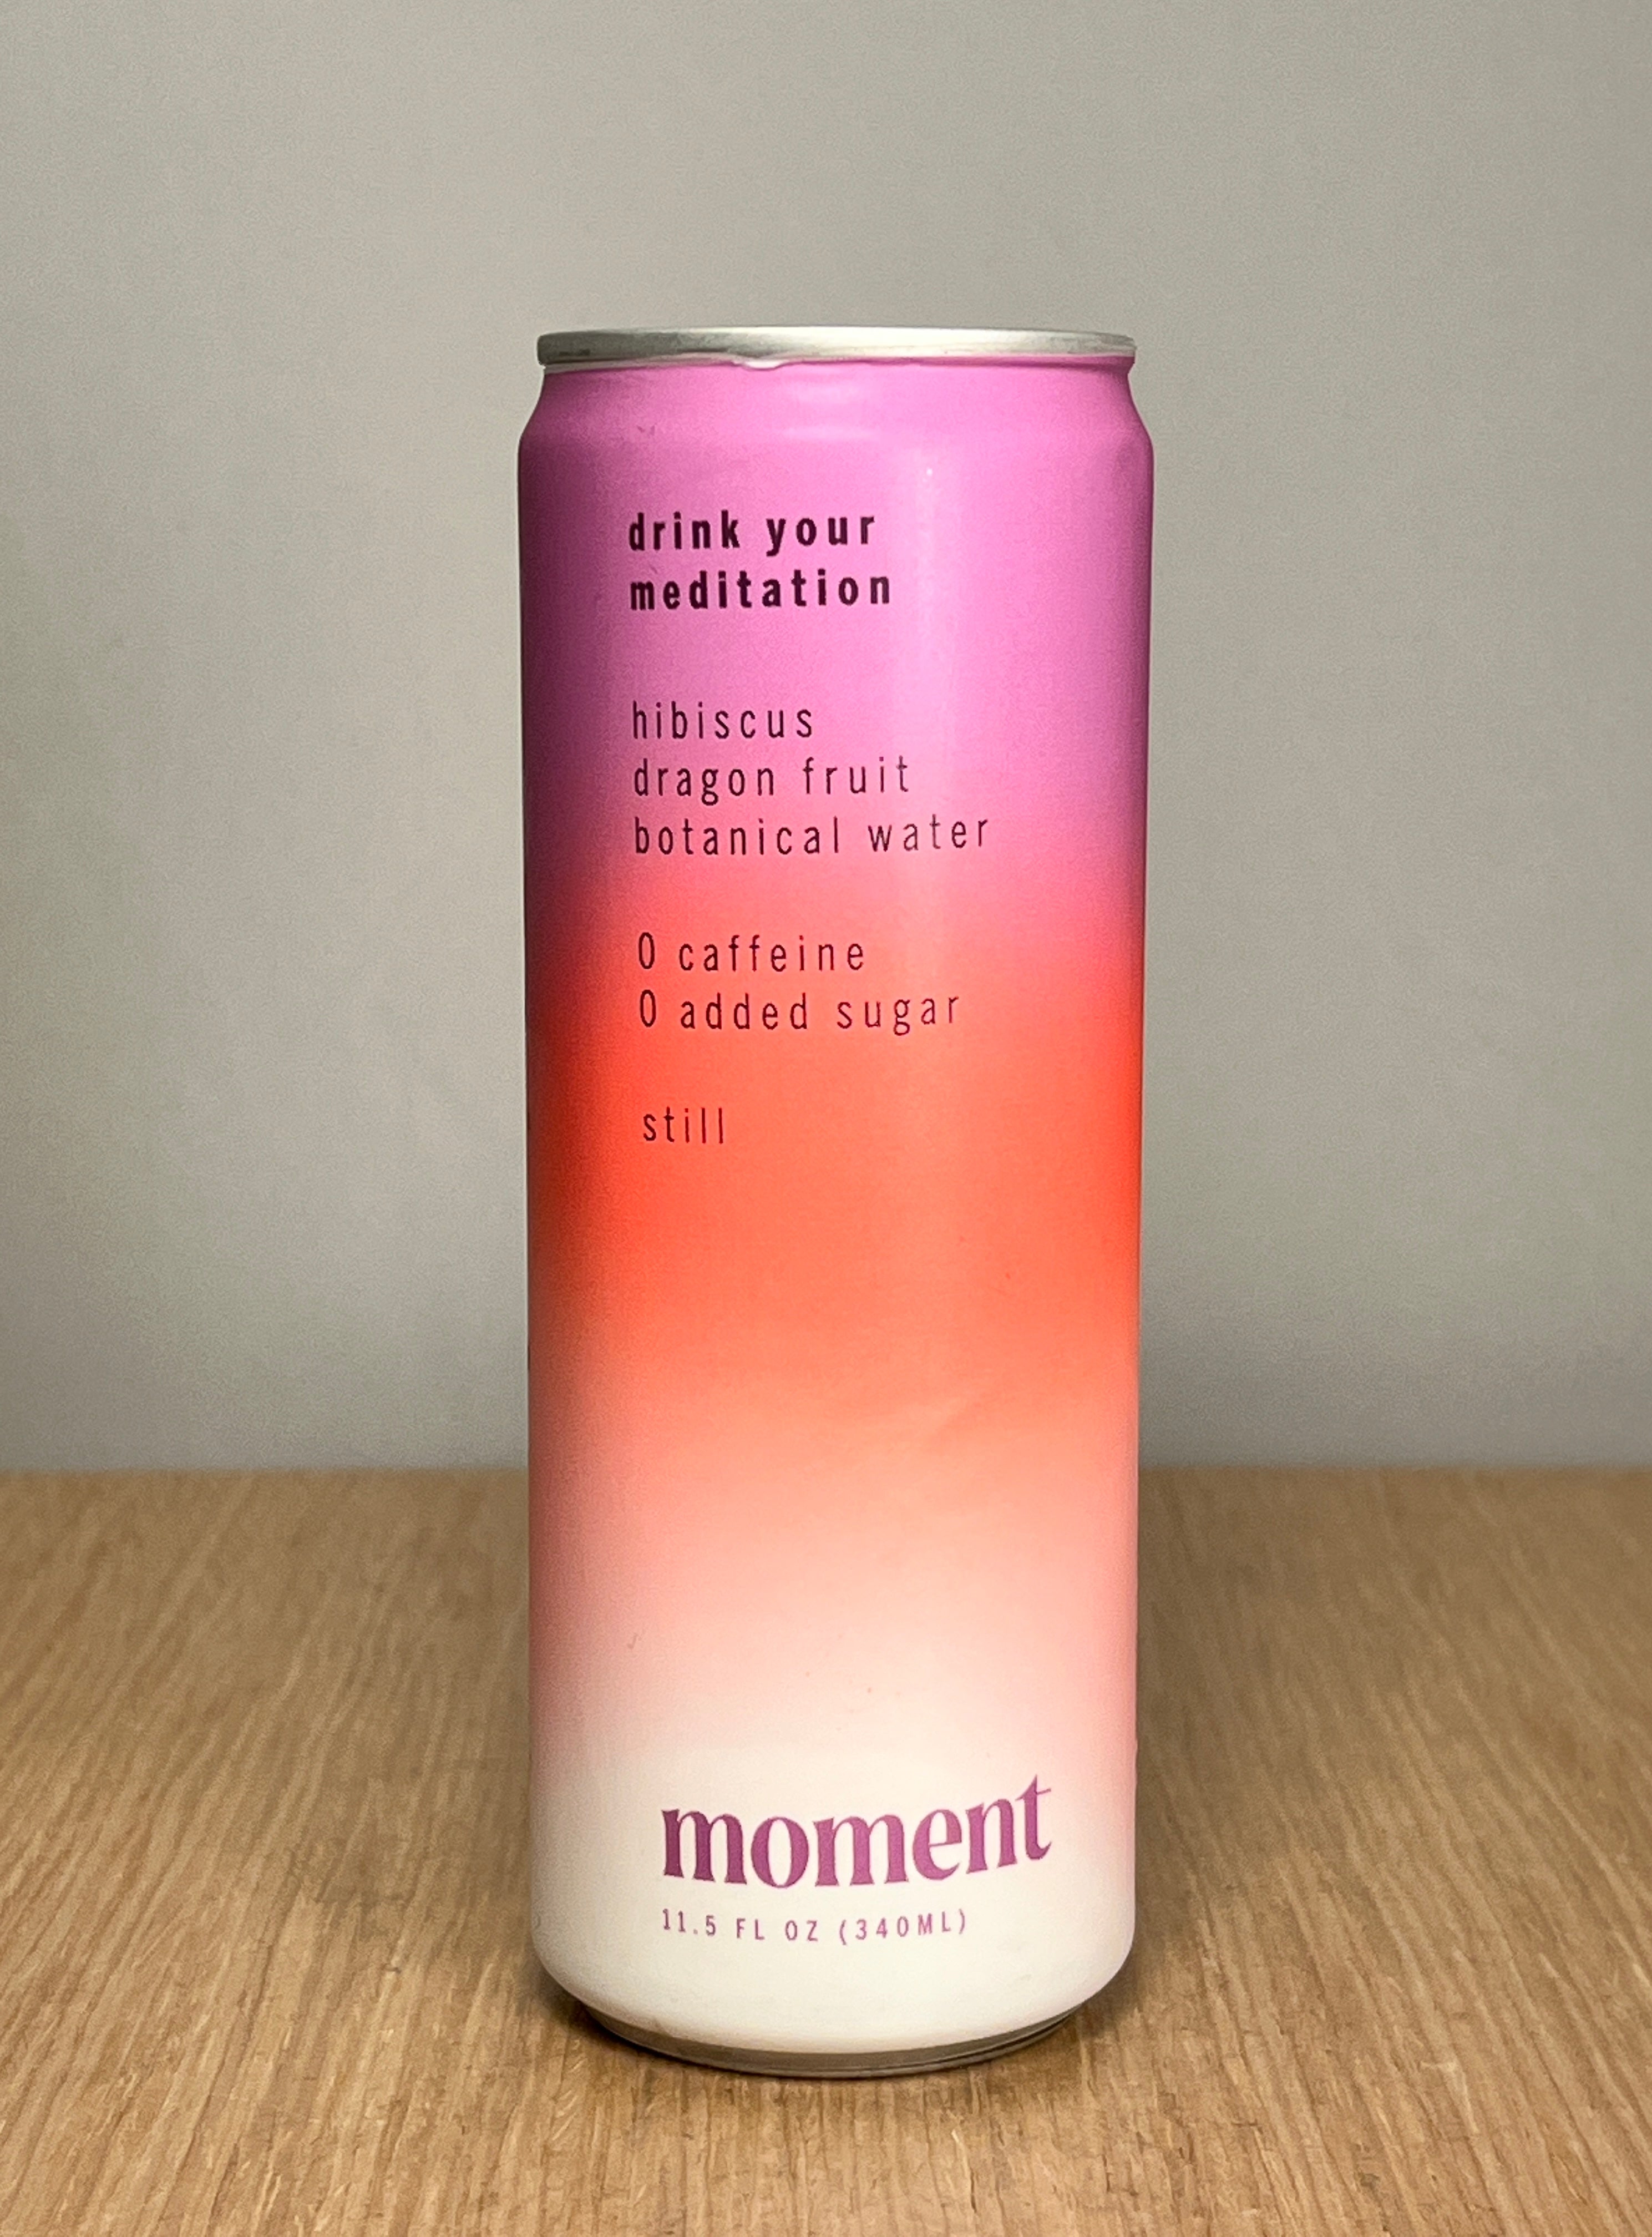 drink your
meditation
hibiscus
dragon fruit
botanical water
0 caffeine
0 added sugar
still
moment
11.5 FL OZ (340ML)